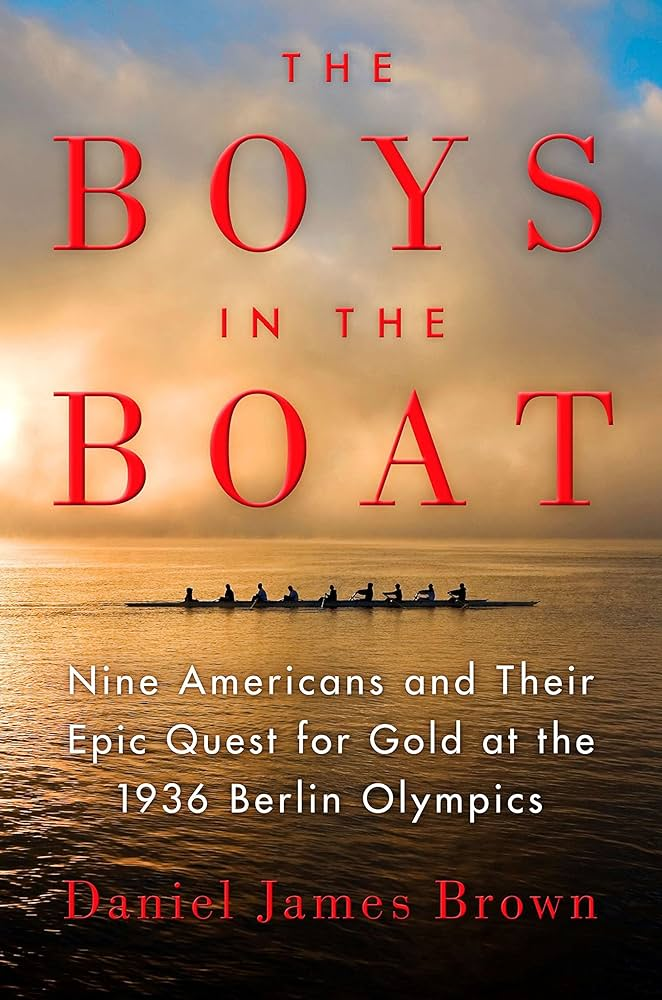 THE
BOYS
IN THE
BOAT
Nine Americans and Their
Epic Quest for Gold at the
1936 Berlin Olympics
Daniel James Brown